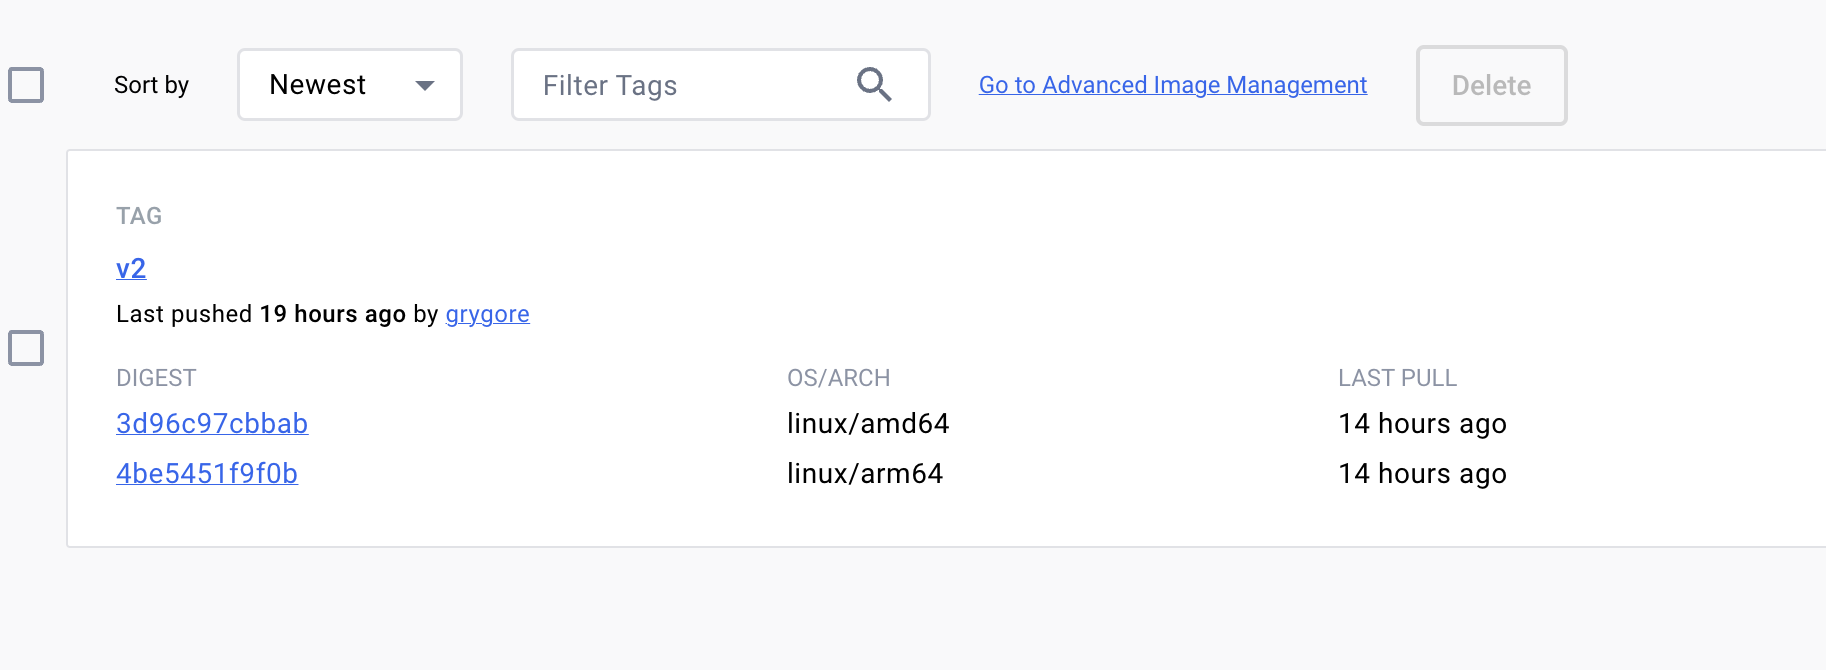 Sort by Newest Filter Tags Go to Advanced Image Management Delete
TAG
v2
Last pushed 19 hours ago by grygore
DIGEST OS/ARCH LAST PULL
3d96c97cbbab linux/amd64 14 hours ago
4be5451f9f0b linux/arm64 14 hours ago